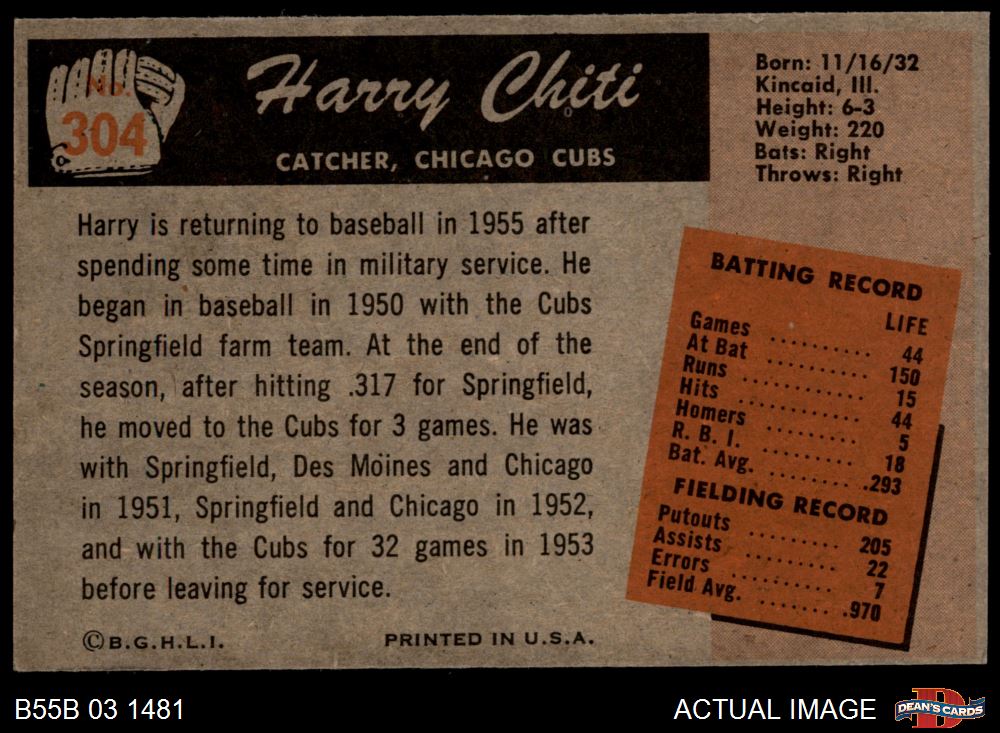 No.
304
Harry Chiti
CATCHER, CHICAGO CUBS
Born: 11/16/32
Kincaid, Ill.
Height: 6-3
Weight: 220
Bats: Right
Throws: Right
Harry is returning to baseball in 1955 after
spending some time in military service. He
began in baseball in 1950 with the Cubs
Springfield farm team. At the end of the
season, after hitting .317 for Springfield,
he moved to the Cubs for 3 games. He was
with Springfield, Des Moines and Chicago
in 1951, Springfield and Chicago in 1952,
and with the Cubs for 32 games in 1953
before leaving for service.
BATTING RECORD
LIFE
Games .......... 44
At Bat .......... 150
Runs .......... 15
Hits .......... 44
Homers .......... 5
R. B. I. .......... 18
Bat. Avg. .......... .293
FIELDING RECORD
Putouts .......... 205
Assists .......... 22
Errors .......... 7
Field Avg. ....... .970
©B.G.H.L.I.
PRINTED IN U.S.A.
B55B 03 1481
ACTUAL IMAGE
D
DEAN'S CARDS